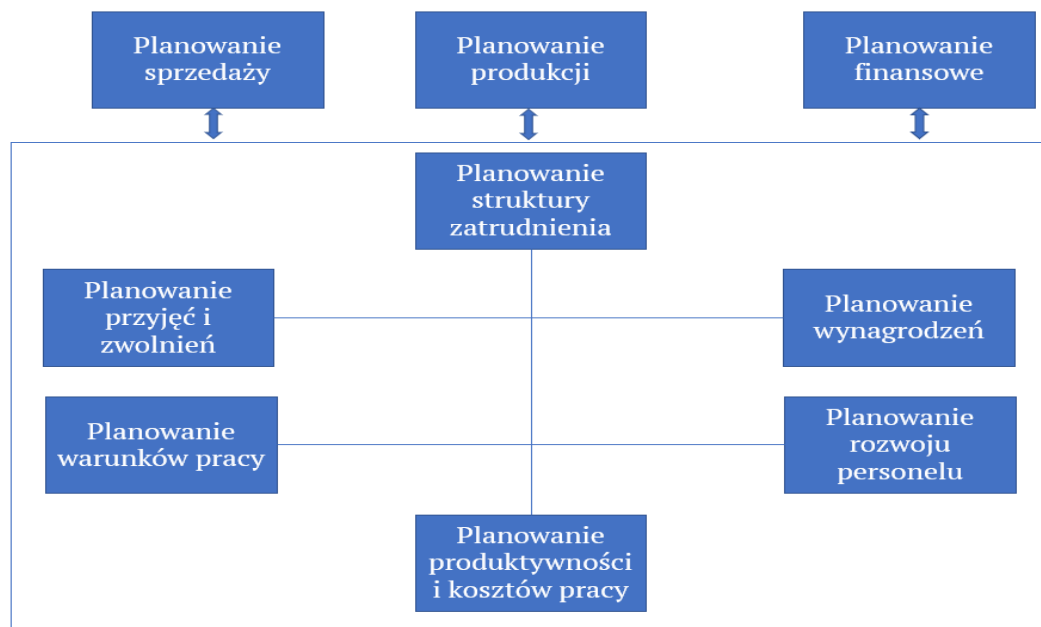 Planowanie
sprzedaży
Planowanie
produkcji
Planowanie
finansowe
Planowanie
struktury
zatrudnienia
Planowanie
przyjęć i
zwolnień
Planowanie
wynagrodzeń
Planowanie
warunków pracy
Planowanie
rozwoju
personelu
Planowanie
produktywności
i kosztów pracy